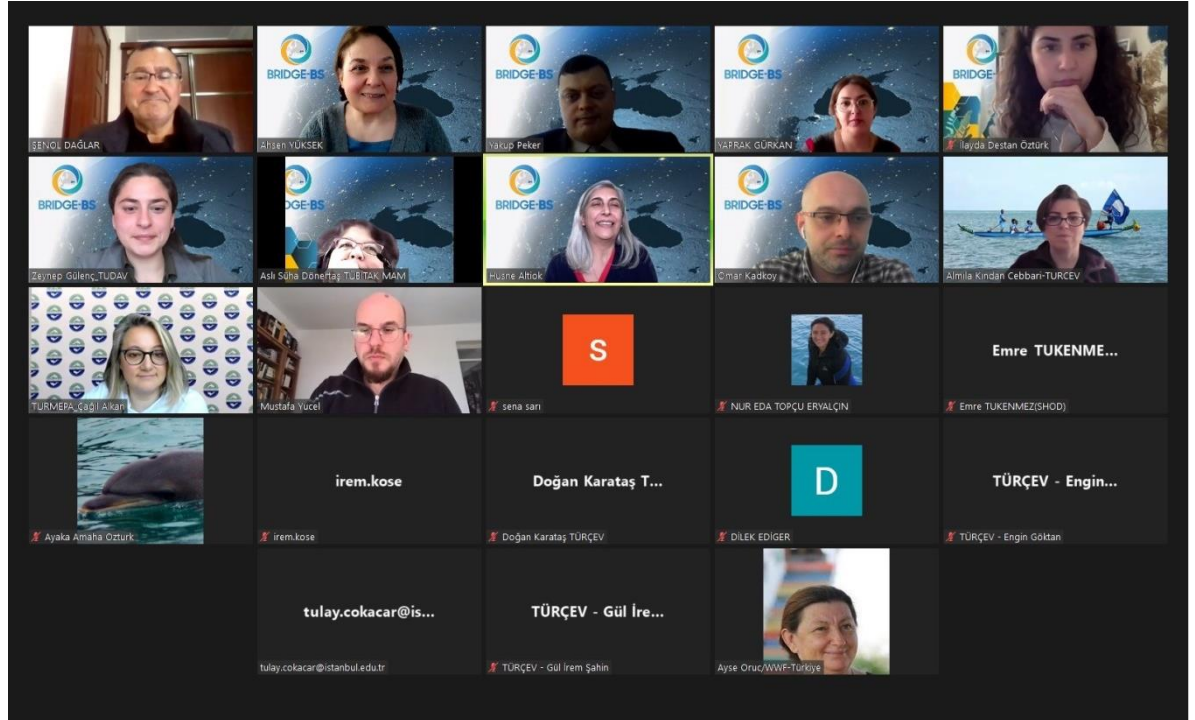 BRIDGE-BS
BRIDGE-BS
BRIDGE-BS
BRIDGE-
ŞENOL DAĞLAR
Ahsen YÜKSEK
Yakup Peker
YAPRAK GÜRKAN
İlayda Destan Öztürk
BRIDGE-BS
BRIDGE-BS
BRIDGE-BS
BRIDGE-BS
Zeynep Gülenç_TUDAV
Aslı Süha Dönertaş TÜBİTAK MAM
Husne Altiok
Omar Kadkoy
Almila Kından Cebbari-TURCEV
S
Emre TUKENME...
TURMEPA_Çağıl Alkan
Mustafa Yucel
sena sarı
NUR EDA TOPÇU ERYALÇIN
Emre TUKENMEZ(SHOD)
irem.kose
Doğan Karataş T...
D
TÜRÇEV - Engin...
Ayaka Amaha Ozturk
irem.kose
Doğan Karataş TÜRÇEV
DİLEK EDİGER
TÜRÇEV - Engin Göktan
tulay.cokacar@is...
TÜRÇEV - Gül İre...
tulay.cokacar@istanbul.edu.tr
TÜRÇEV - Gül İrem Şahin
Ayse Oruc/WWF-Türkiye